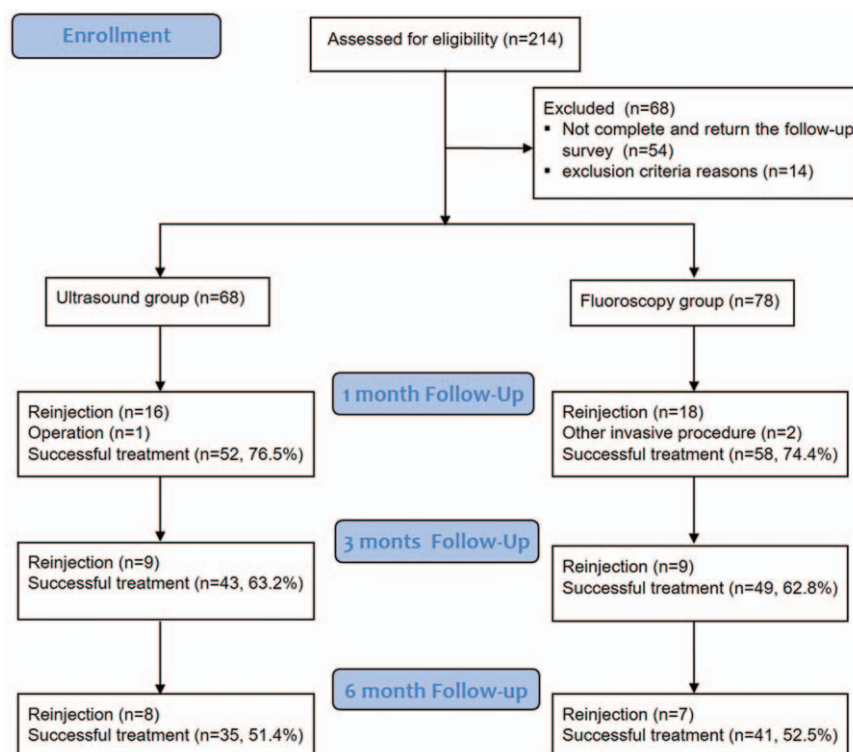 Enrollment
Assessed for eligibility (n=214)
Excluded (n=68)
▪ Not complete and return the follow-up
survey (n=54)
▪ exclusion criteria reasons (n=14)
Ultrasound group (n=68)
Fluoroscopy group (n=78)
1 month Follow-Up
Reinjection (n=16)
Operation (n=1)
Successful treatment (n=52, 76.5%)
Reinjection (n=18)
Other invasive procedure (n=2)
Successful treatment (n=58, 74.4%)
3 monts Follow-Up
Reinjection (n=9)
Successful treatment (n=43, 63.2%)
Reinjection (n=9)
Successful treatment (n=49, 62.8%)
6 month Follow-up
Reinjection (n=8)
Successful treatment (n=35, 51.4%)
Reinjection (n=7)
Successful treatment (n=41, 52.5%)